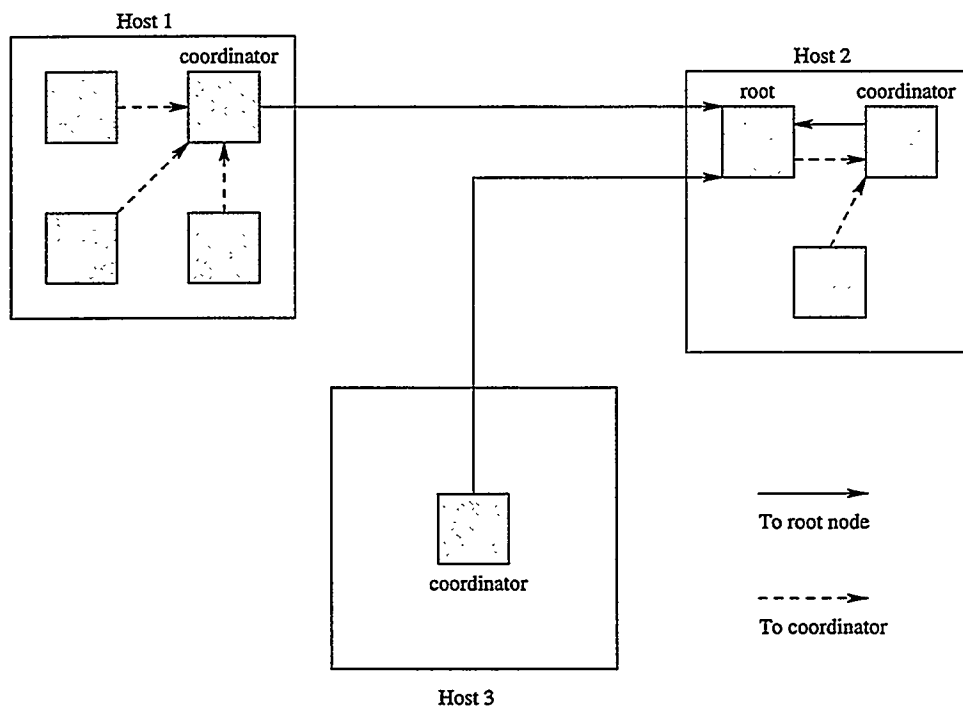 Host 1
coordinator
Host 2
root
coordinator
coordinator
Host 3
To root node
To coordinator